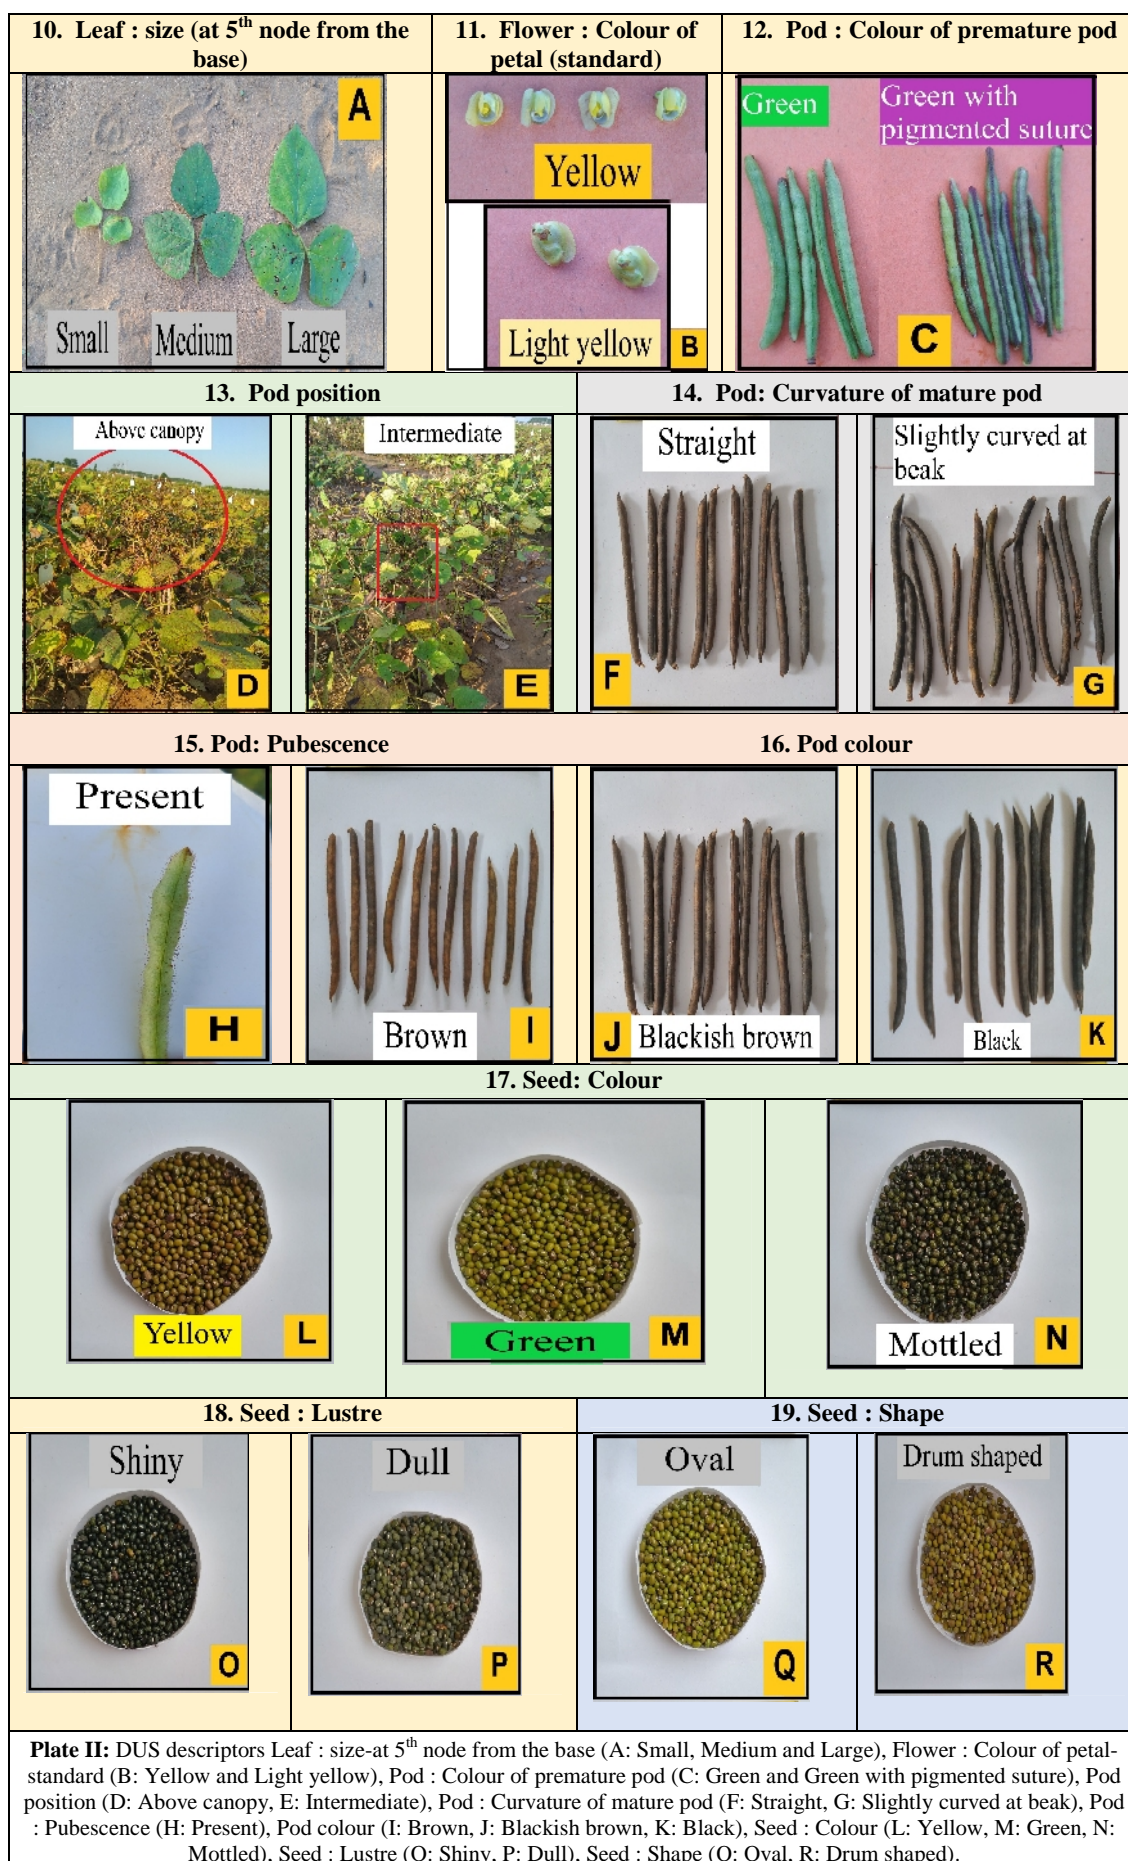 10. Leaf : size (at 5th node from the
base)
11. Flower : Colour of
petal (standard)
12. Pod : Colour of premature pod
A
Small
Medium
Large
Yellow
Light yellow
B
Green
Green with
pigmented suture
C
13. Pod position
14. Pod: Curvature of mature pod
Above canopy
D
Intermediate
E
Straight
F
Slightly curved at
beak
G
15. Pod: Pubescence
16. Pod colour
Present
H
Brown
I
J
Blackish brown
Black
K
17. Seed: Colour
Yellow
L
Green
M
Mottled
N
18. Seed : Lustre
19. Seed : Shape
Shiny
O
Dull
P
Oval
Q
Drum shaped
R
Plate II: DUS descriptors Leaf : size-at 5th node from the base (A: Small, Medium and Large), Flower : Colour of petal-
standard (B: Yellow and Light yellow), Pod : Colour of premature pod (C: Green and Green with pigmented suture), Pod
position (D: Above canopy, E: Intermediate), Pod : Curvature of mature pod (F: Straight, G: Slightly curved at beak), Pod
: Pubescence (H: Present), Pod colour (I: Brown, J: Blackish brown, K: Black), Seed : Colour (L: Yellow, M: Green, N:
Mottled), Seed : Lustre (O: Shiny, P: Dull), Seed : Shape (Q: Oval, R: Drum shaped).